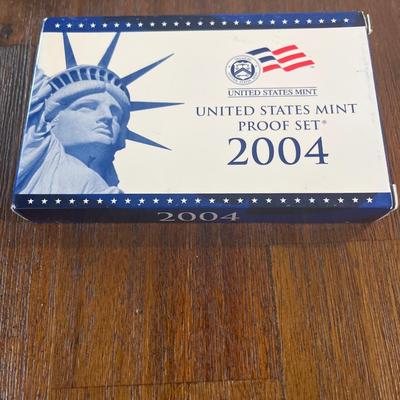 UNITED STATES MINT
UNITED STATES MINT
PROOF SET®
2004
2004